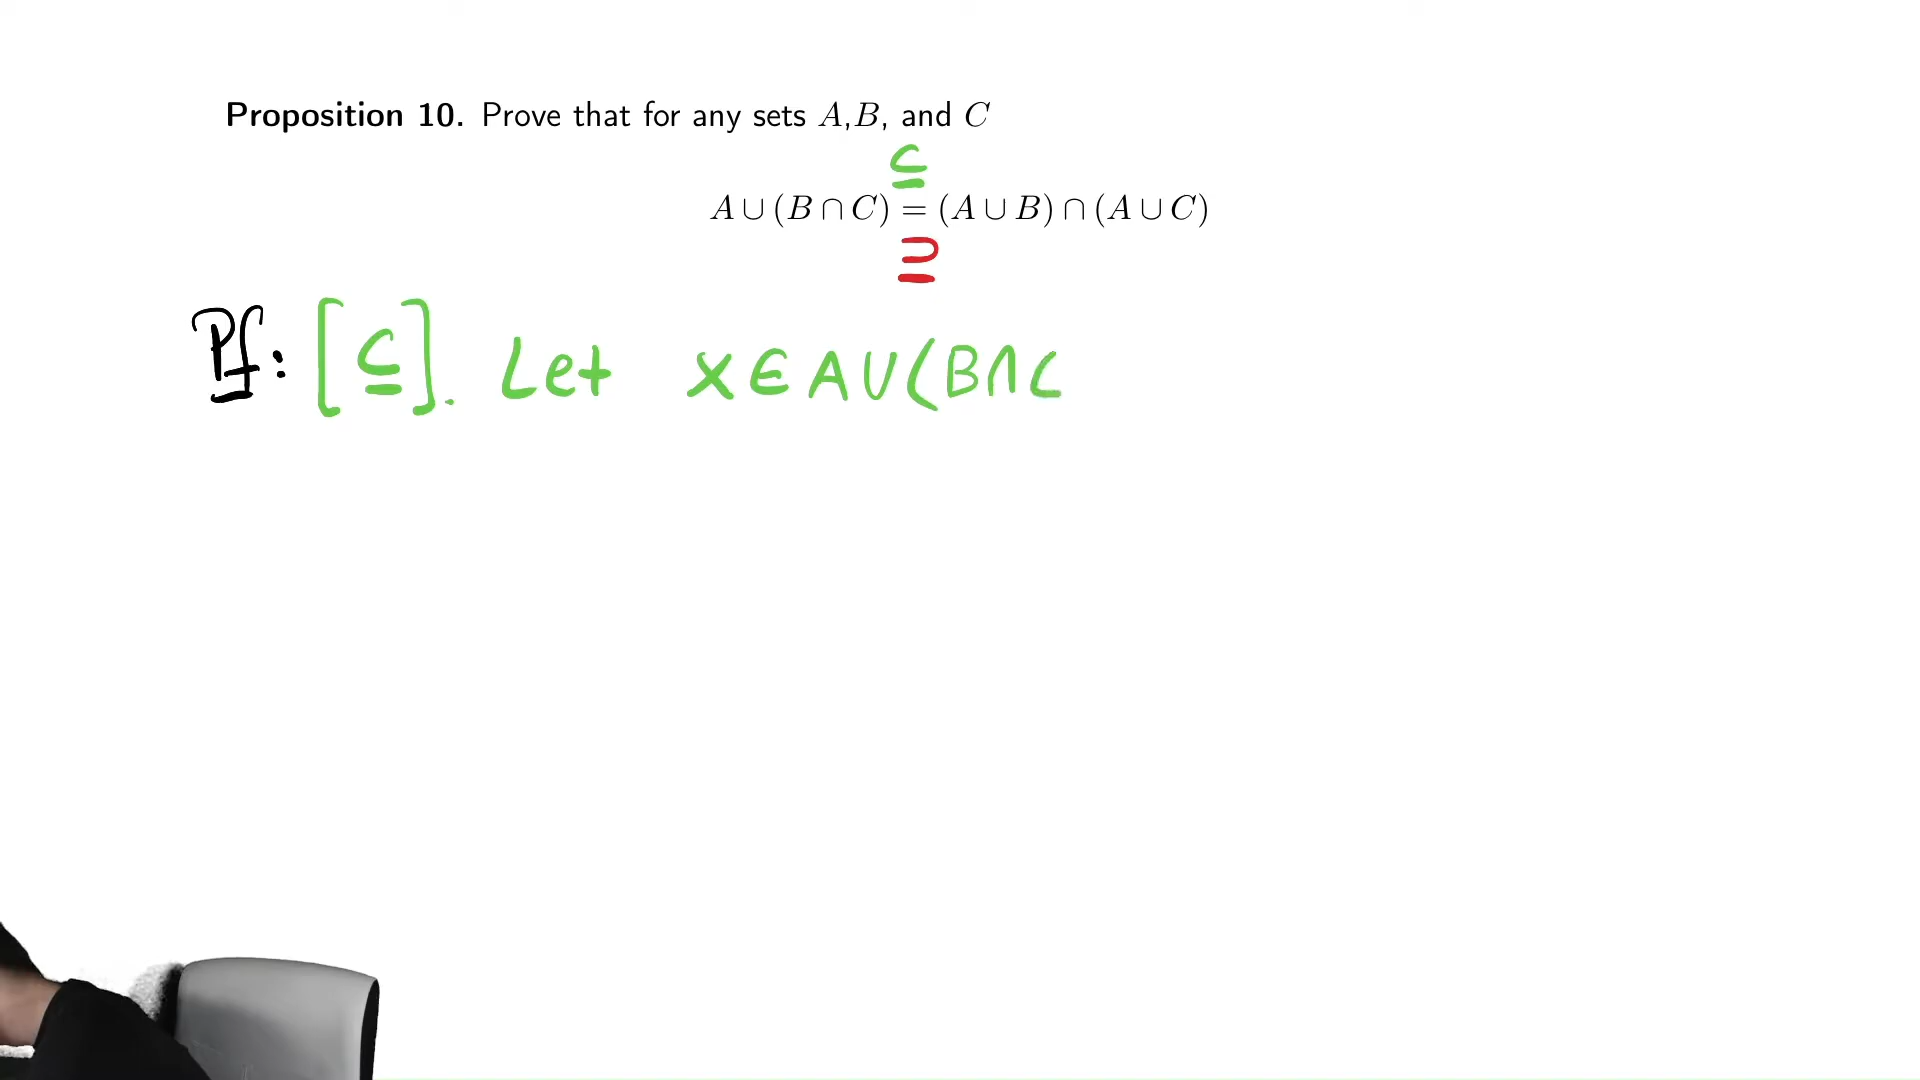 Proposition 10. Prove that for any sets A,B, and C
⊆
A ∪ (B ∩ C) = (A ∪ B) ∩ (A ∪ C)
⊇
Pf: [⊆]. Let x ∈ A ∪ (B ∩ C